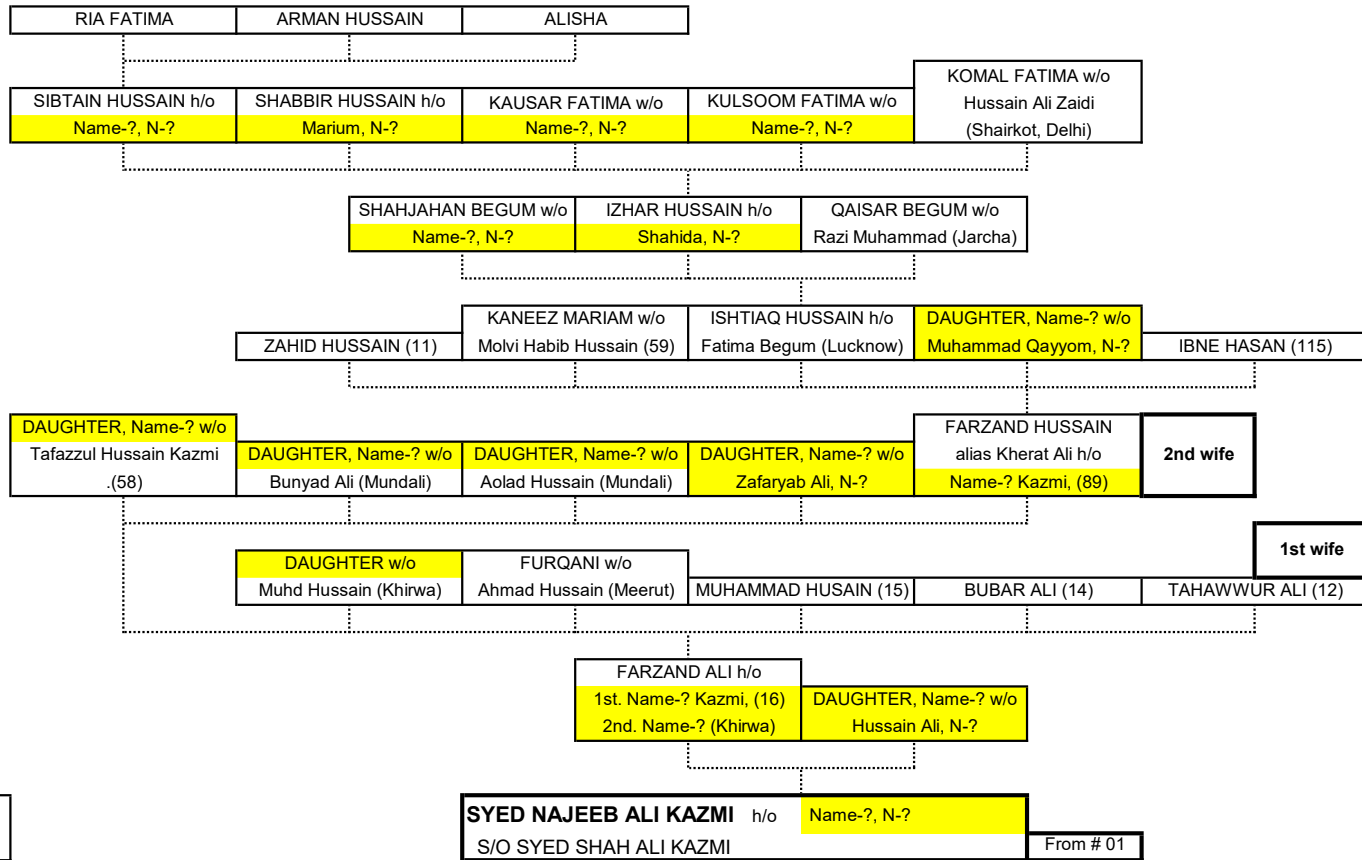 RIA FATIMA
ARMAN HUSSAIN
ALISHA
SIBTAIN HUSSAIN h/o
Name-?, N-?
SHABBIR HUSSAIN h/o
Marium, N-?
KAUSAR FATIMA w/o
Name-?, N-?
KULSOOM FATIMA w/o
Name-?, N-?
KOMAL FATIMA w/o
Hussain Ali Zaidi
(Shairkot, Delhi)
SHAHJAHAN BEGUM w/o
Name-?, N-?
IZHAR HUSSAIN h/o
Shahida, N-?
QAISAR BEGUM w/o
Razi Muhammad (Jarcha)
ZAHID HUSSAIN (11)
KANEEZ MARIAM w/o
Molvi Habib Hussain (59)
ISHTIAQ HUSSAIN h/o
Fatima Begum (Lucknow)
DAUGHTER, Name-? w/o
Muhammad Qayyom, N-?
IBNE HASAN (115)
DAUGHTER, Name-? w/o
Tafazzul Hussain Kazmi
.(58)
DAUGHTER, Name-? w/o
Bunyad Ali (Mundali)
DAUGHTER, Name-? w/o
Aolad Hussain (Mundali)
DAUGHTER, Name-? w/o
Zafaryab Ali, N-?
FARZAND HUSSAIN
alias Kherat Ali h/o
Name-? Kazmi, (89)
2nd wife
1st wife
DAUGHTER w/o
Muhd Hussain (Khirwa)
FURQANI w/o
Ahmad Hussain (Meerut)
MUHAMMAD HUSAIN (15)
BUBAR ALI (14)
TAHAWWUR ALI (12)
FARZAND ALI h/o
1st. Name-? Kazmi, (16)
2nd. Name-? (Khirwa)
DAUGHTER, Name-? w/o
Hussain Ali, N-?
SYED NAJEEB ALI KAZMI h/o Name-?, N-?
S/O SYED SHAH ALI KAZMI
From # 01